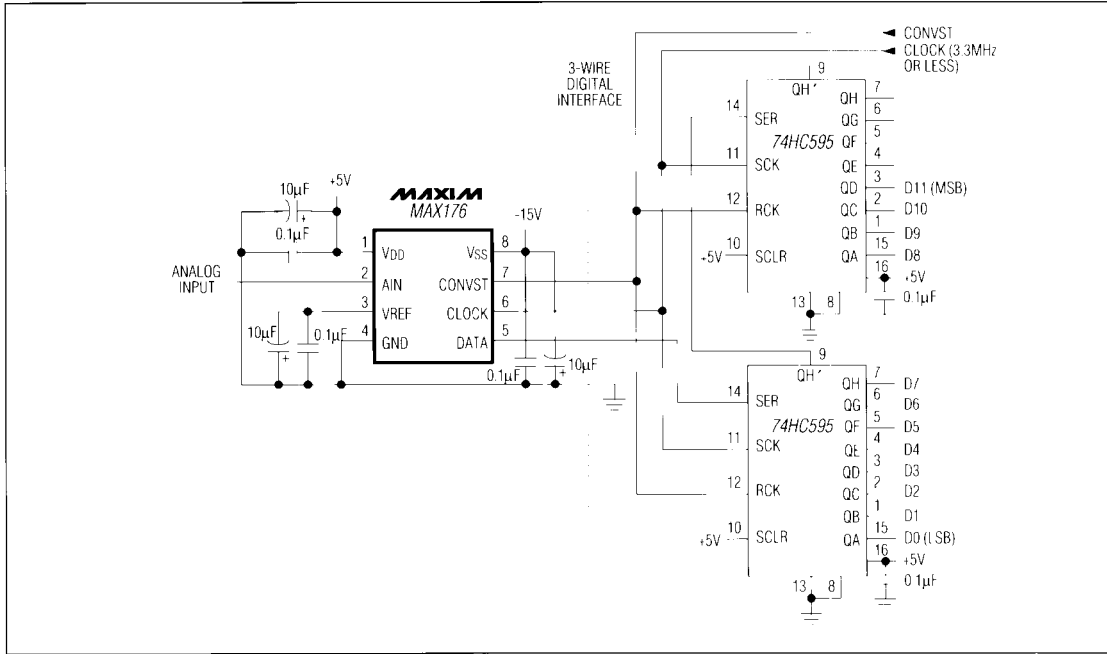 CONVST
CLOCK (3.3MHz
OR LESS)
3-WIRE
DIGITAL
INTERFACE
9
QH'
14
SER
74HC595
11
SCK
12
RCK
10
+5V
SCLR
QH
7
QG
6
QF
5
QE
4
QD
3
D11 (MSB)
QC
2
D10
QB
1
D9
QA
15
D8
16
+5V
0.1µF
13
8
10µF
+5V
0.1µF
MAXIM
MAX176
-15V
1
VDD
VSS
8
ANALOG
INPUT
2
AIN
CONVST
7
3
VREF
CLOCK
6
4
GND
DATA
5
10µF
+
0.1µF
0.1µF
10µF
+
9
QH'
14
SER
74HC595
11
SCK
12
RCK
10
+5V
SCLR
QH
7
D7
QG
6
D6
QF
5
D5
QE
4
D4
QD
3
D3
QC
2
D2
QB
1
D1
QA
15
D0 (LSB)
16
+5V
0.1µF
13
8